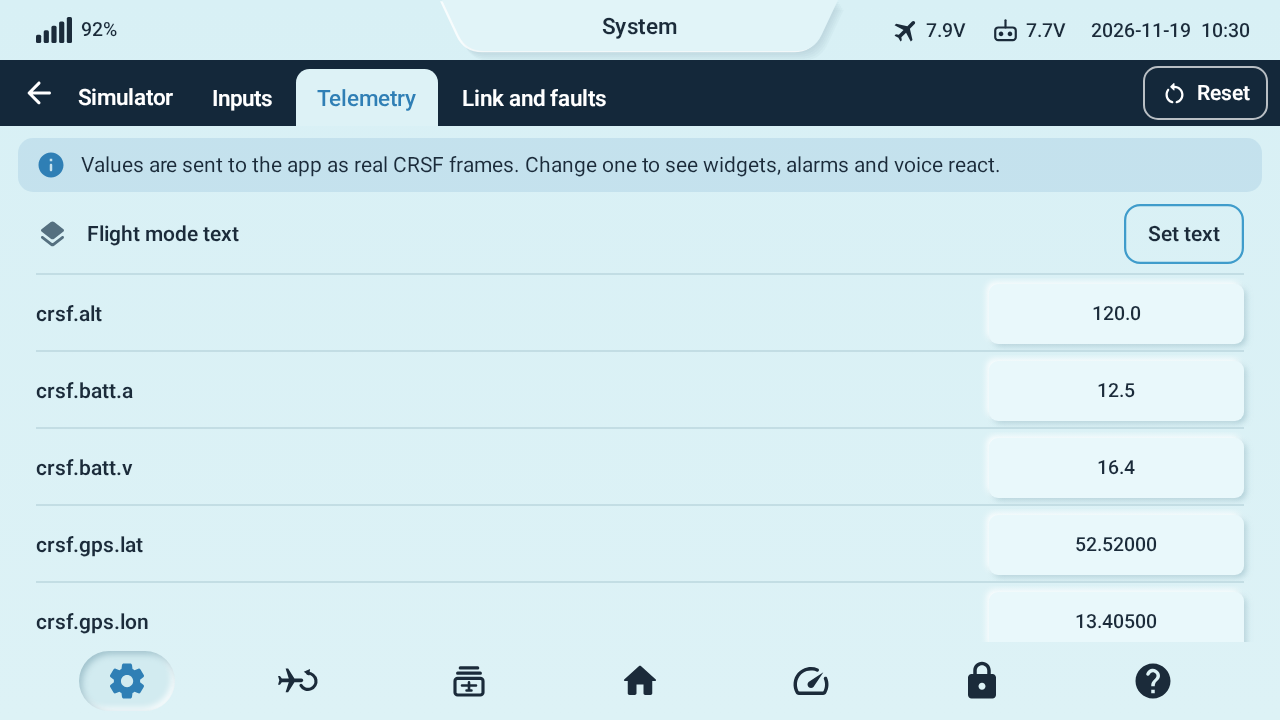 92%
System
7.9V
7.7V
2026-11-19 10:30
Simulator
Inputs
Telemetry
Link and faults
Reset
Values are sent to the app as real CRSF frames. Change one to see widgets, alarms and voice react.
Flight mode text
Set text
crsf.alt
120.0
crsf.batt.a
12.5
crsf.batt.v
16.4
crsf.gps.lat
52.52000
crsf.gps.lon
13.40500